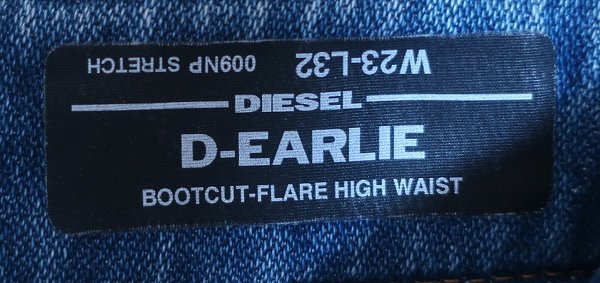 W23-L32 009NP STRETCH
DIESEL
D-EARLIE
BOOTCUT-FLARE HIGH WAIST